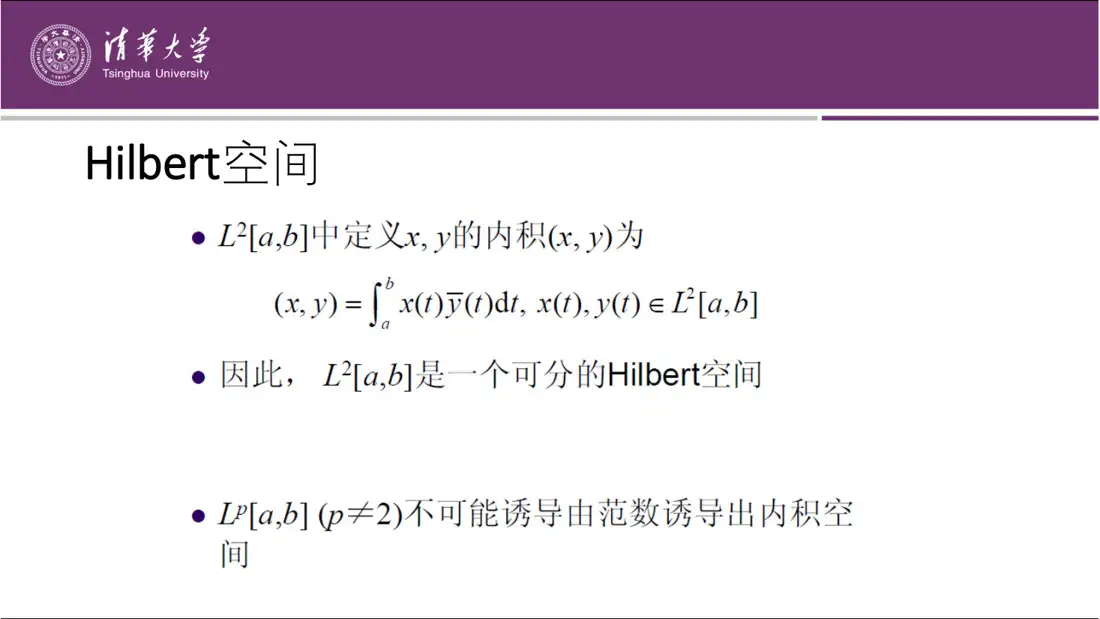 清华大学
Tsinghua University
Hilbert空间
● L²[a,b]中定义x, y的内积(x, y)为
(x, y) = ∫ₐᵇ x(t)y̅(t)dt, x(t), y(t) ∈ L²[a,b]
● 因此， L²[a,b]是一个可分的Hilbert空间
● Lᵖ[a,b] (p≠2)不可能诱导由范数诱导出内积空
间